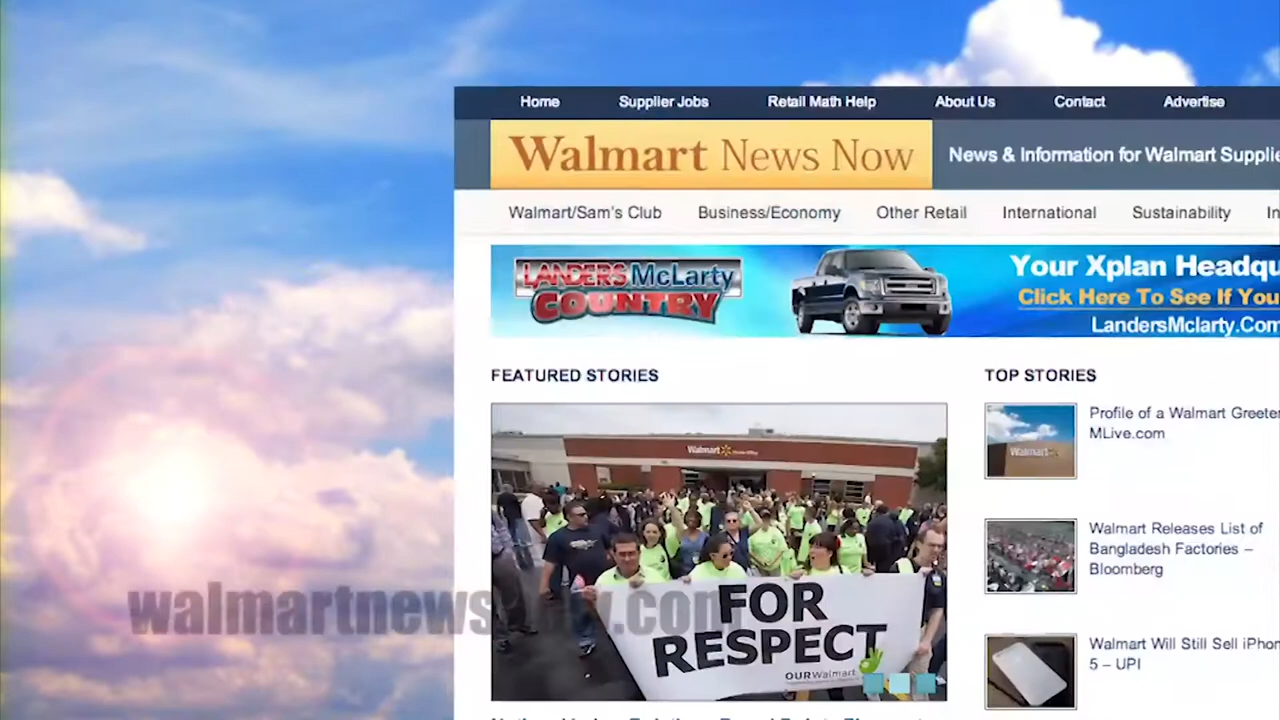 Home Supplier Jobs Retail Math Help About Us Contact Advertise
Walmart News Now
News & Information for Walmart
Walmart/Sam's Club Business/Economy Other Retail International Sustainability
LANDERS McLarty
COUNTRY
Your Xplan
Click Here To See If You
LandersMclarty.Com
FEATURED STORIES
Walmart
FOR
RESPECT
OURWalmart
TOP STORIES
Profile of a Walmart Greeter
MLive.com
Walmart
Walmart Releases List of
Bangladesh Factories –
Bloomberg
Walmart Will Still Sell
5 – UPI